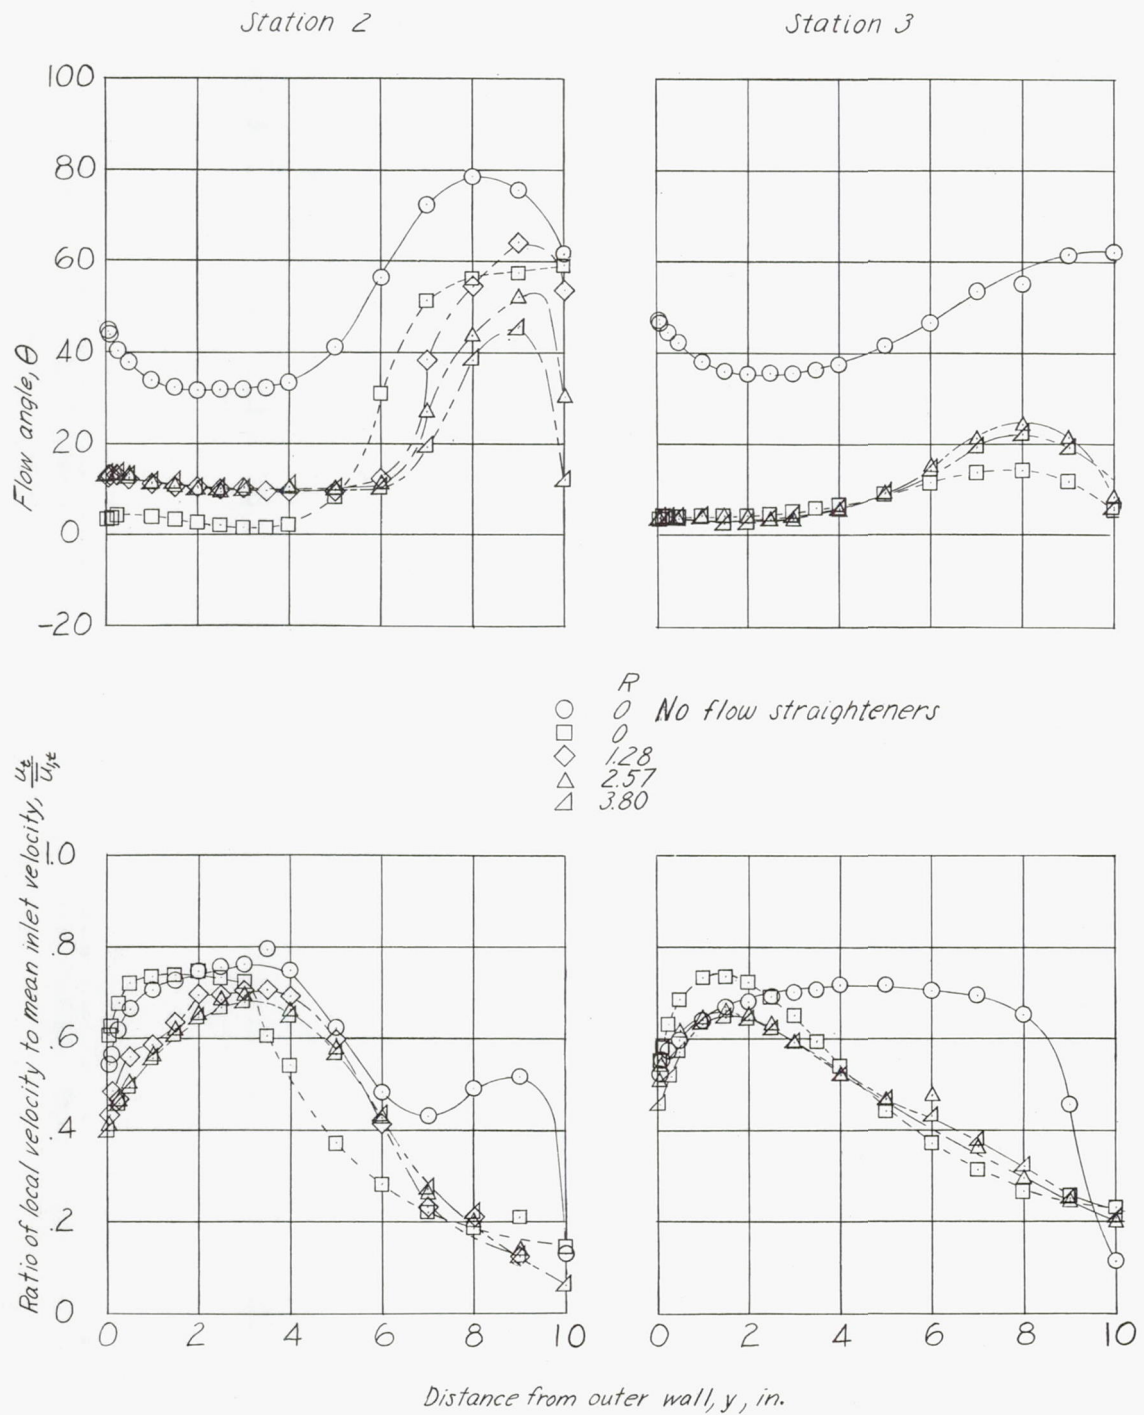 Station 2
Station 3
100
80
60
40
20
0
-20
Flow angle, θ
R
0 No flow straighteners
0
1.28
2.57
3.80
Ratio of local velocity to mean inlet velocity,
1.0
.8
.6
.4
.2
0
0 2 4 6 8 10
0 2 4 6 8 10
Distance from outer wall, y, in.